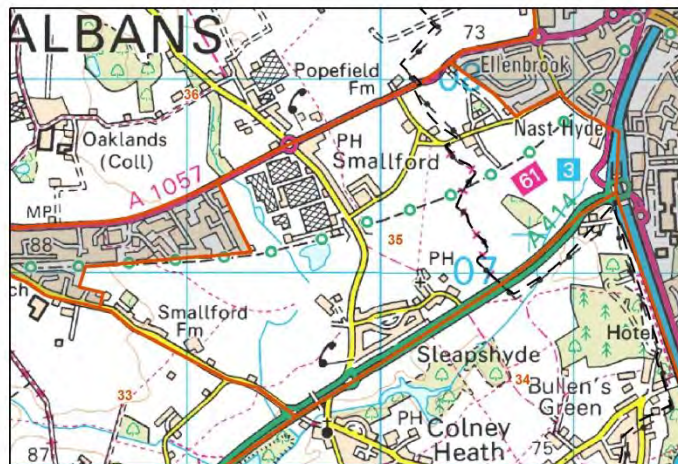 ALBANS
73
Ellenbrook
Popefield
Fm
36
Oaklands
(Coll)
PH
Smallford
Nast Hyde
A 1057
61
3
MP
88
35
A414
PH
07
Smallford
Fm
Hotel
Sleapshyde
34
Bullen's
Green
33
PH
Colney
Heath
75
87